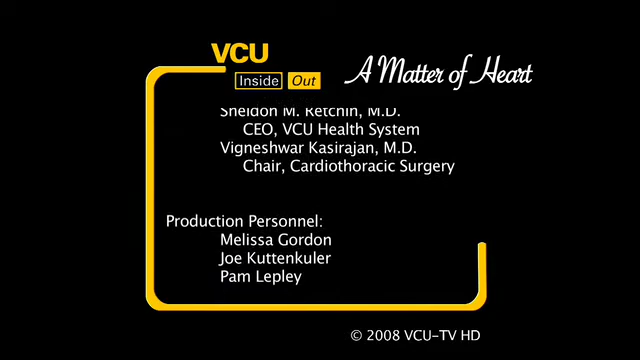 VCU
Inside Out
A Matter of Heart
Sheldon M. Retchin, M.D.
CEO, VCU Health System
Vigneshwar Kasirajan, M.D.
Chair, Cardiothoracic Surgery
Production Personnel:
Melissa Gordon
Joe Kuttenkuler
Pam Lepley
© 2008 VCU-TV HD